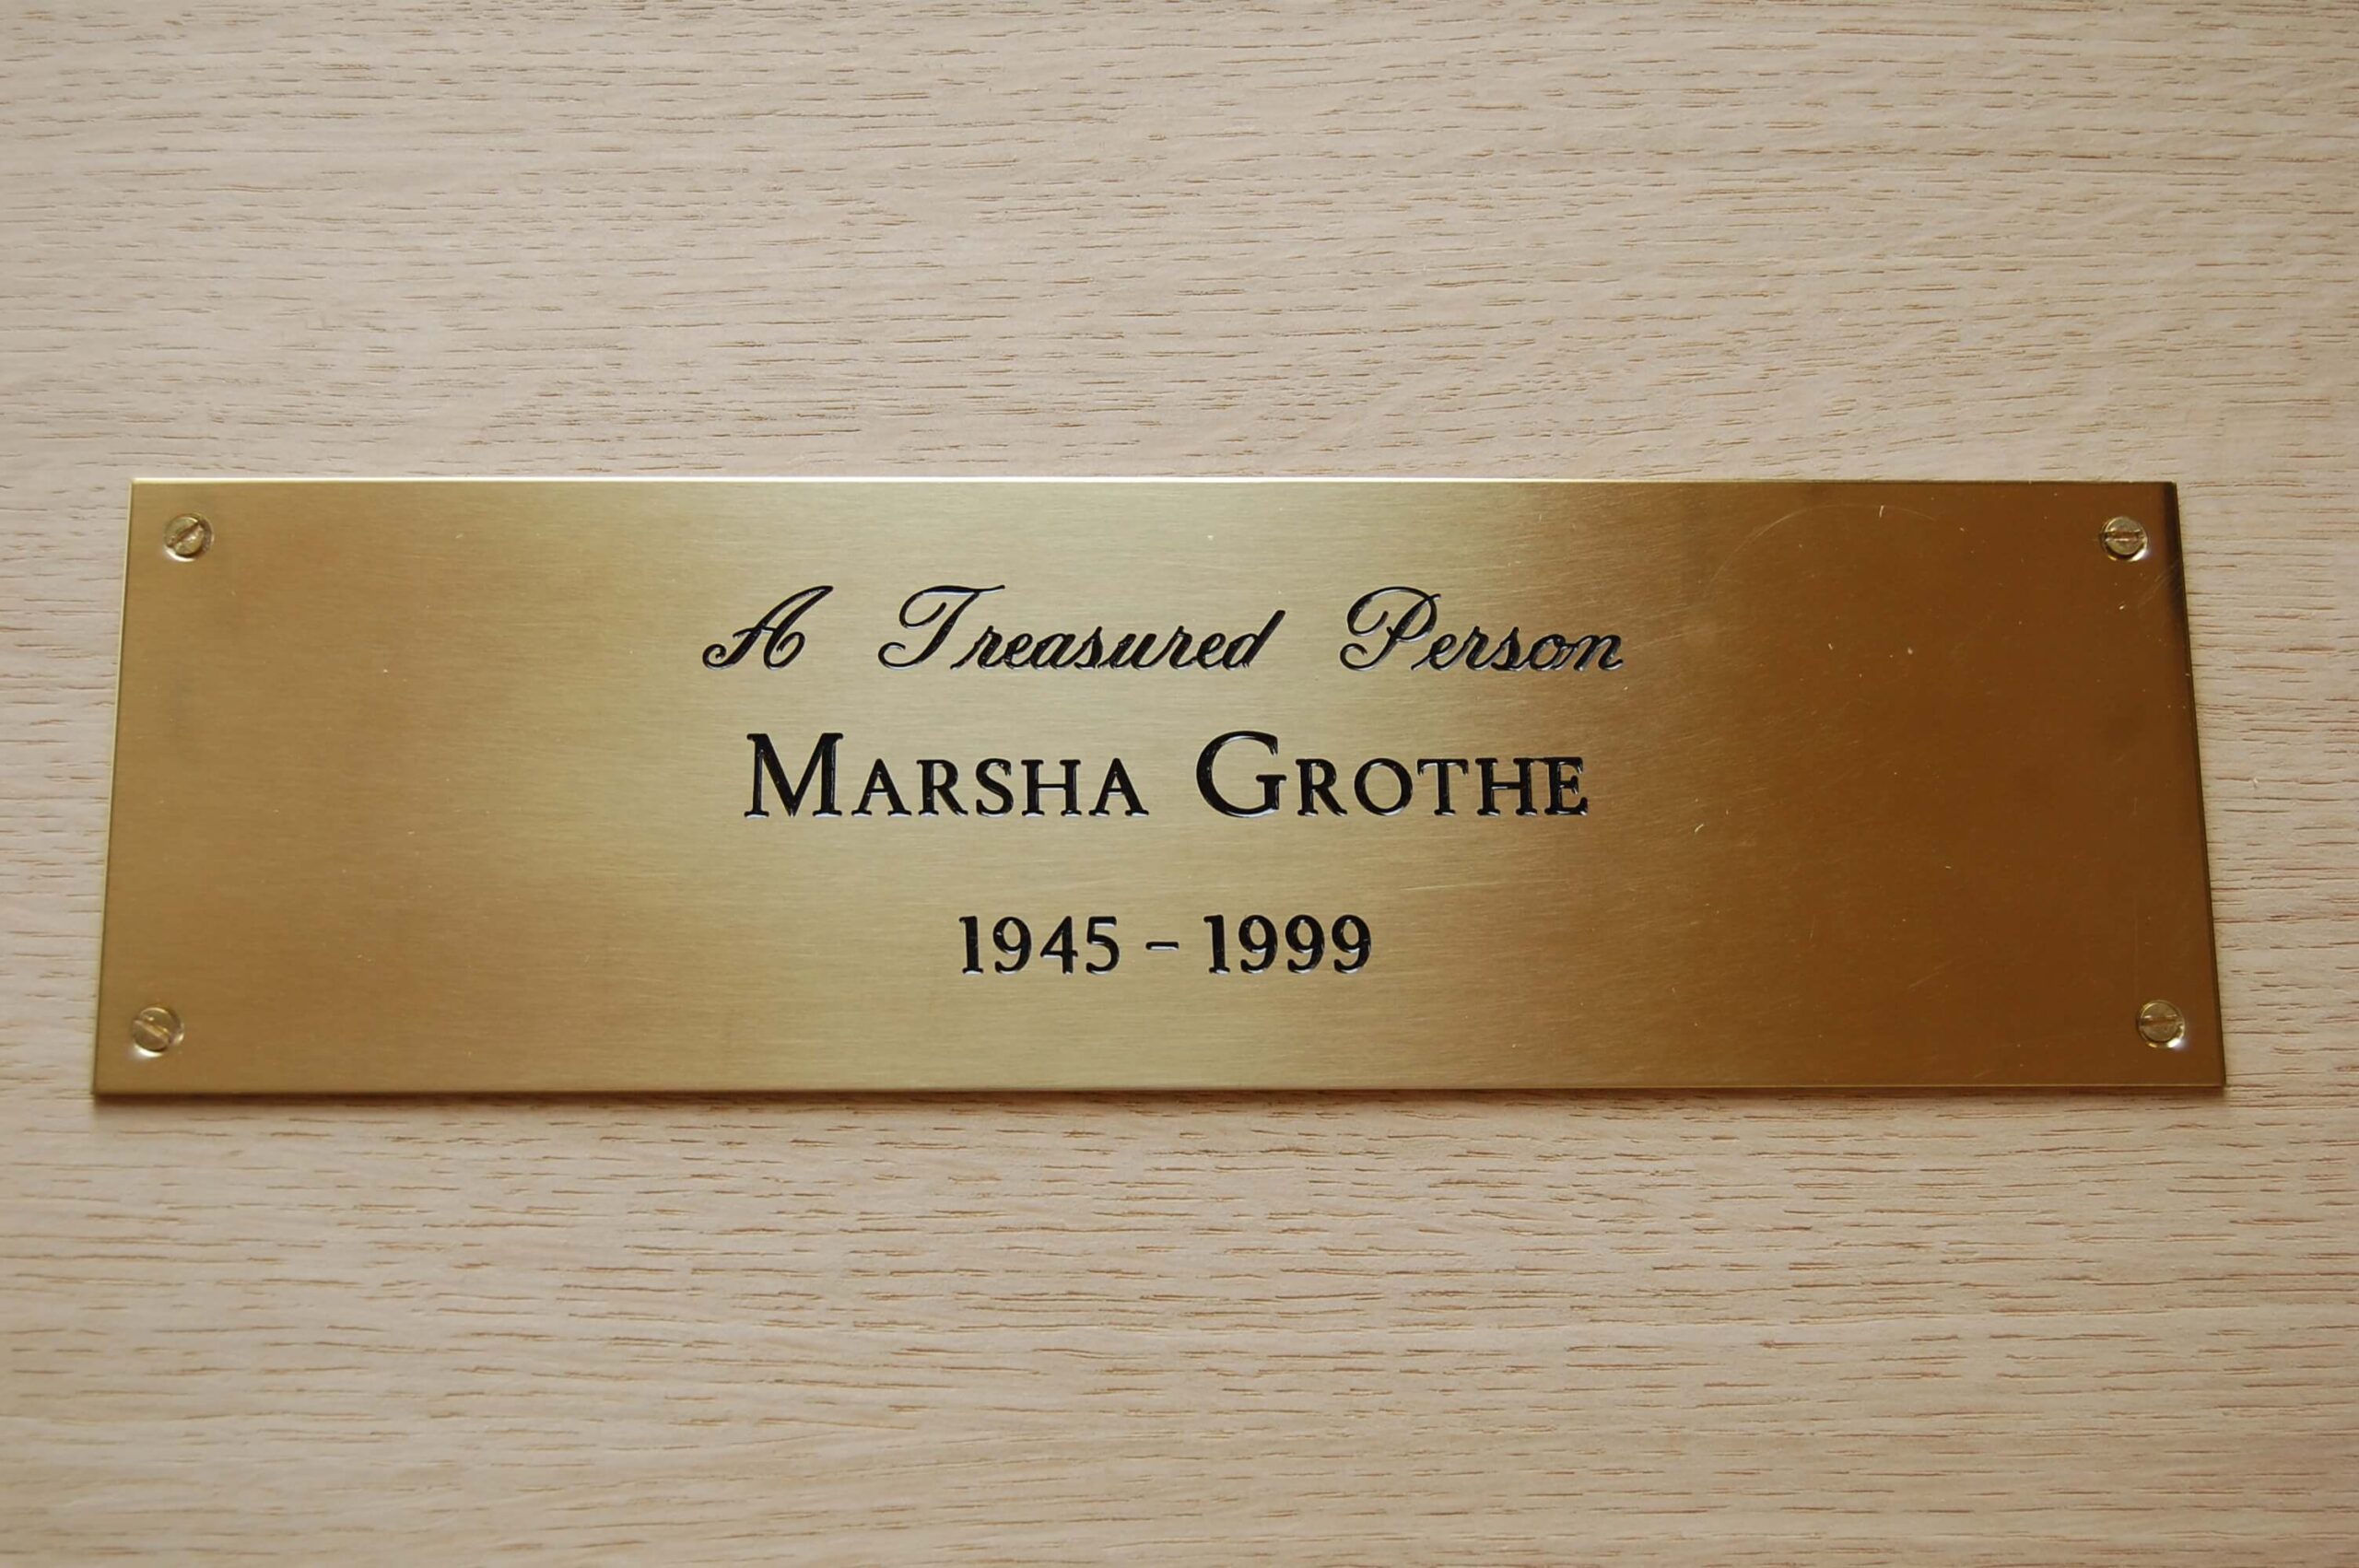 A Treasured Person
MARSHA GROTHE
1945 - 1999